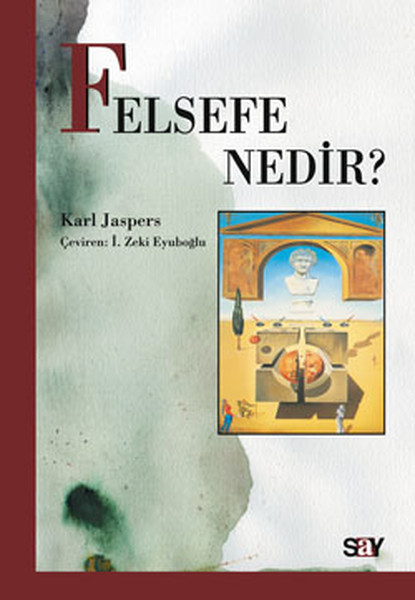 FELSEFE
NEDİR?
Karl Jaspers
Çeviren: İ. Zeki Eyuboğlu
say